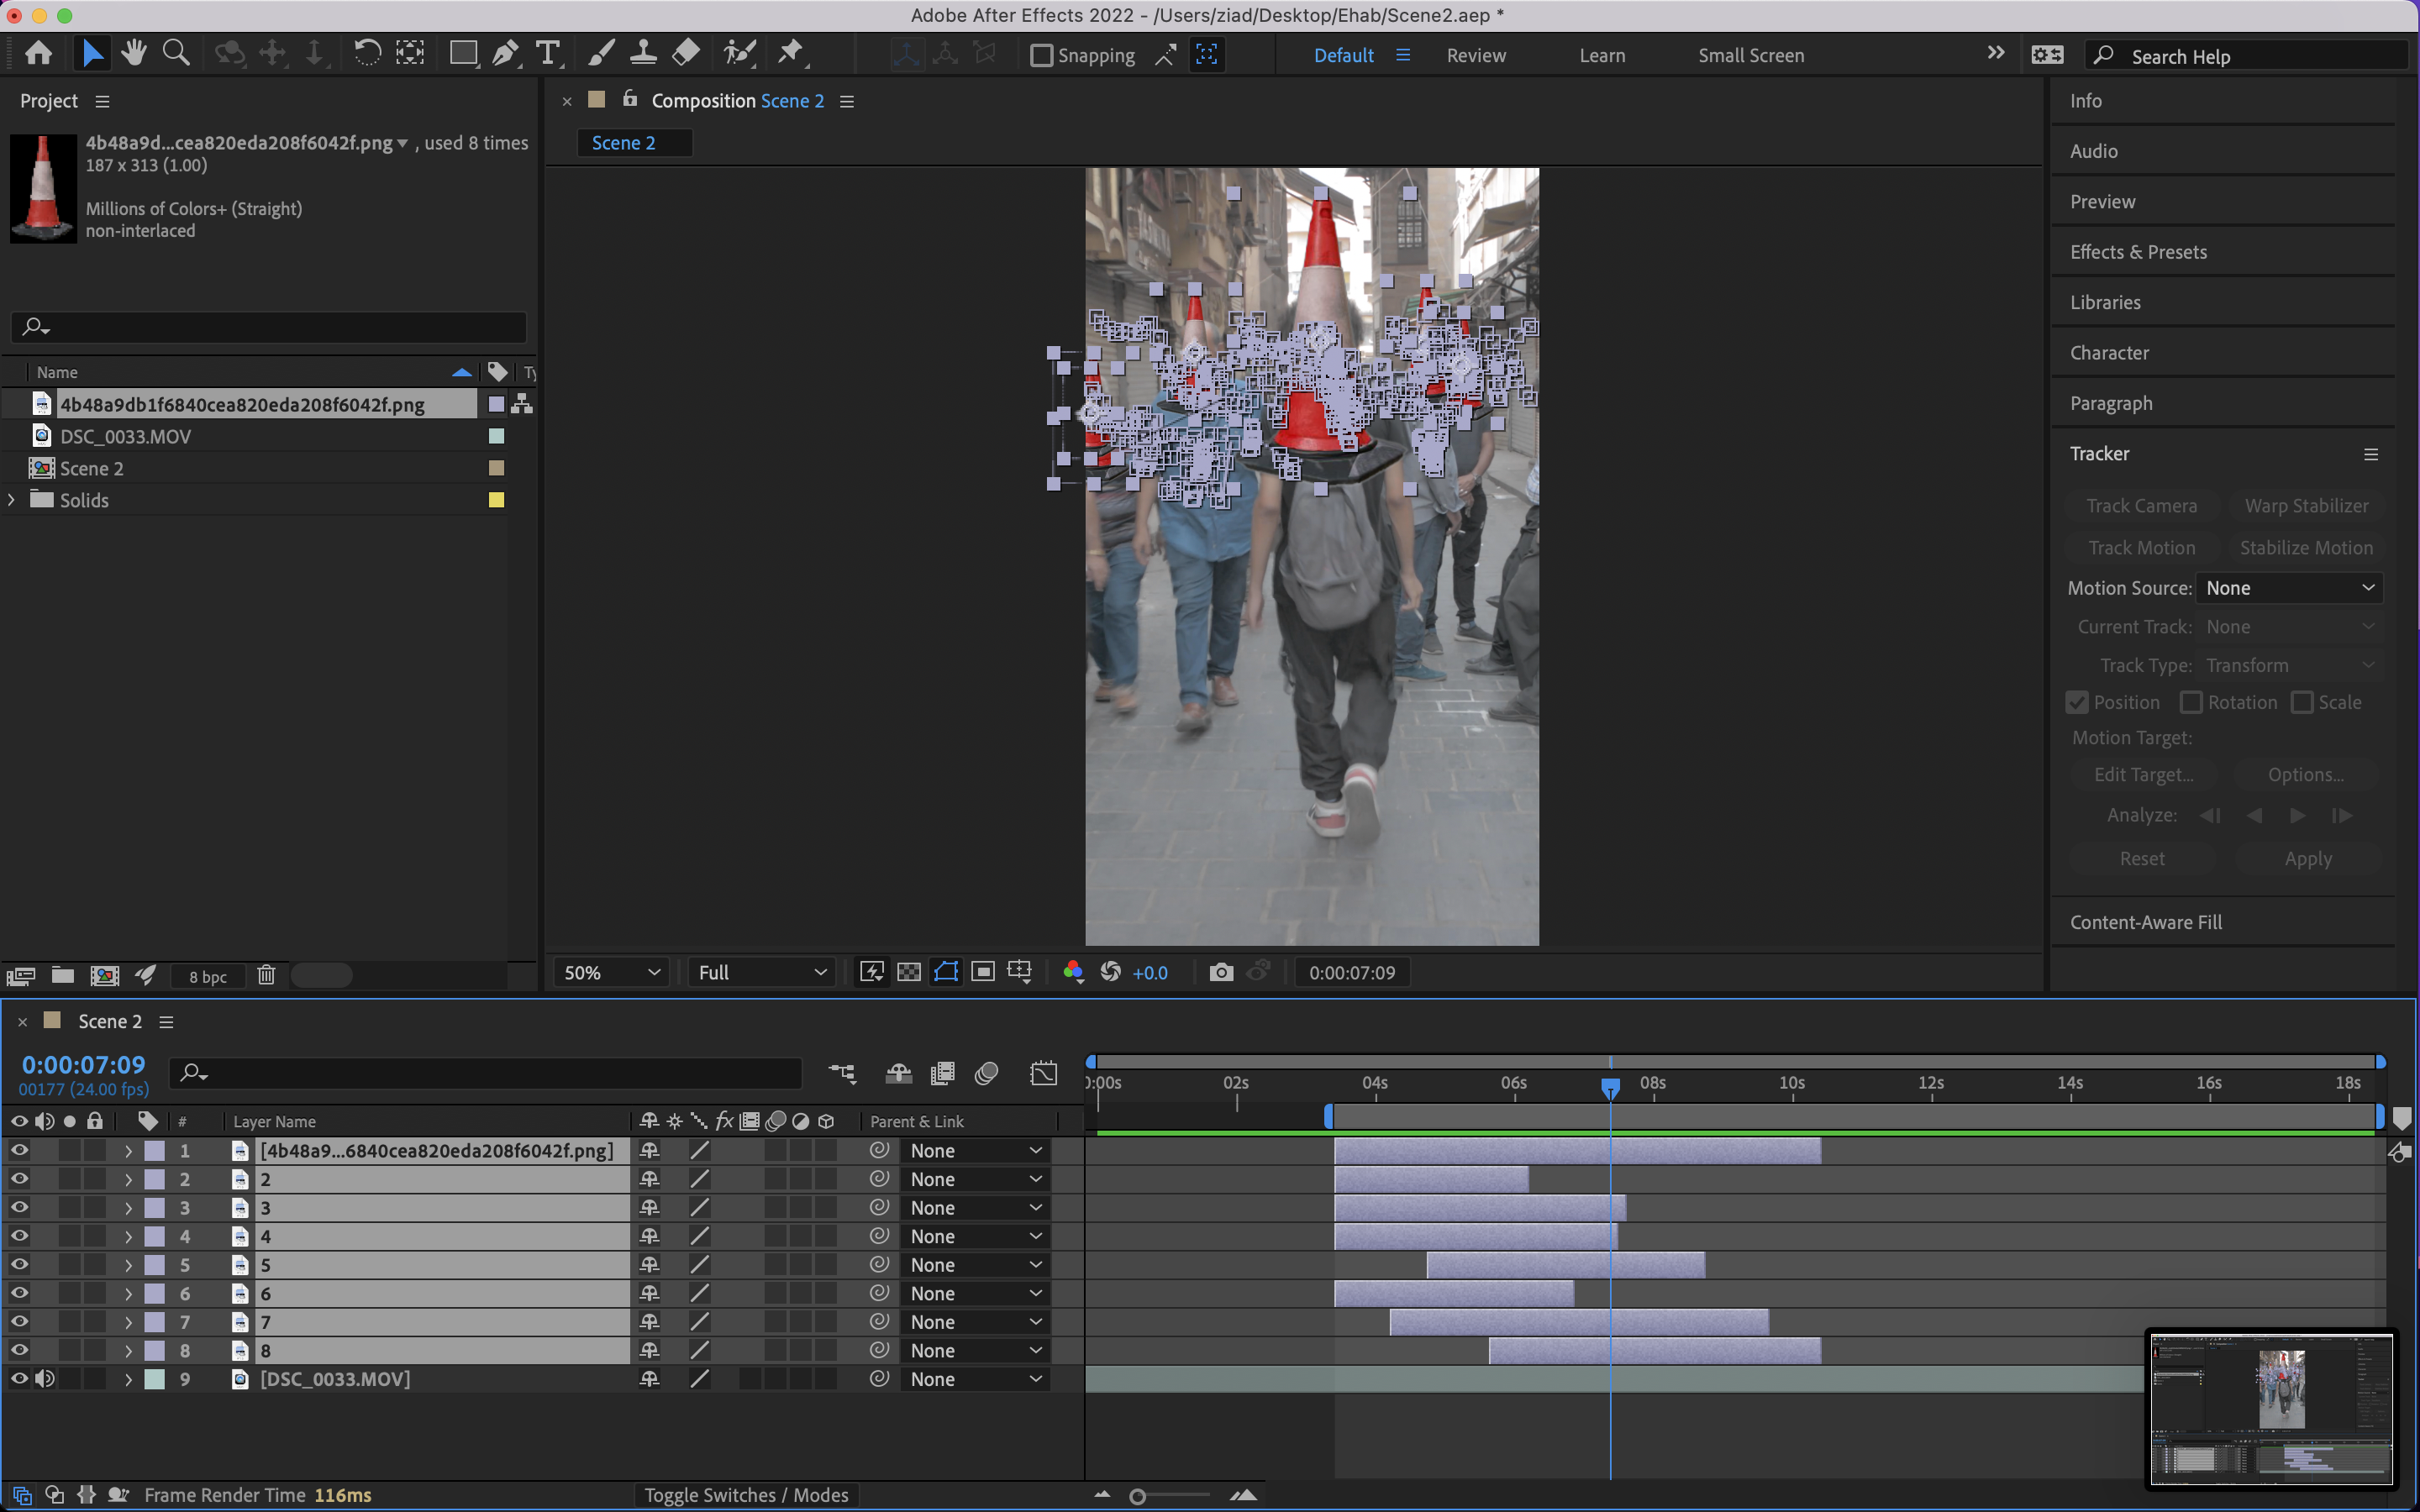 Adobe After Effects 2022 - /Users/ziad/Desktop/Ehab/Scene2.aep *
Snapping
Default
Review
Learn
Small Screen
Search Help
Project
4b48a9d...cea820eda208f6042f.png , used 8 times
187 x 313 (1.00)
Millions of Colors+ (Straight)
non-interlaced
Name
Ty
4b48a9db1f6840cea820eda208f6042f.png
DSC_0033.MOV
Scene 2
Solids
8 bpc
Composition Scene 2
Scene 2
50%
Full
+0.0
0:00:07:09
Info
Audio
Preview
Effects & Presets
Libraries
Character
Paragraph
Tracker
Track Camera
Warp Stabilizer
Track Motion
Stabilize Motion
Motion Source: None
Current Track: None
Track Type: Transform
Position
Rotation
Scale
Motion Target:
Edit Target...
Options...
Analyze:
Reset
Apply
Content-Aware Fill
Scene 2
0:00:07:09
00177 (24.00 fps)
0:00s
02s
04s
06s
08s
10s
12s
14s
16s
18s
#
Layer Name
fx
Parent & Link
1 [4b48a9...6840cea820eda208f6042f.png] None
2 2 None
3 3 None
4 4 None
5 5 None
6 6 None
7 7 None
8 8 None
9 [DSC_0033.MOV] None
Frame Render Time 116ms
Toggle Switches / Modes